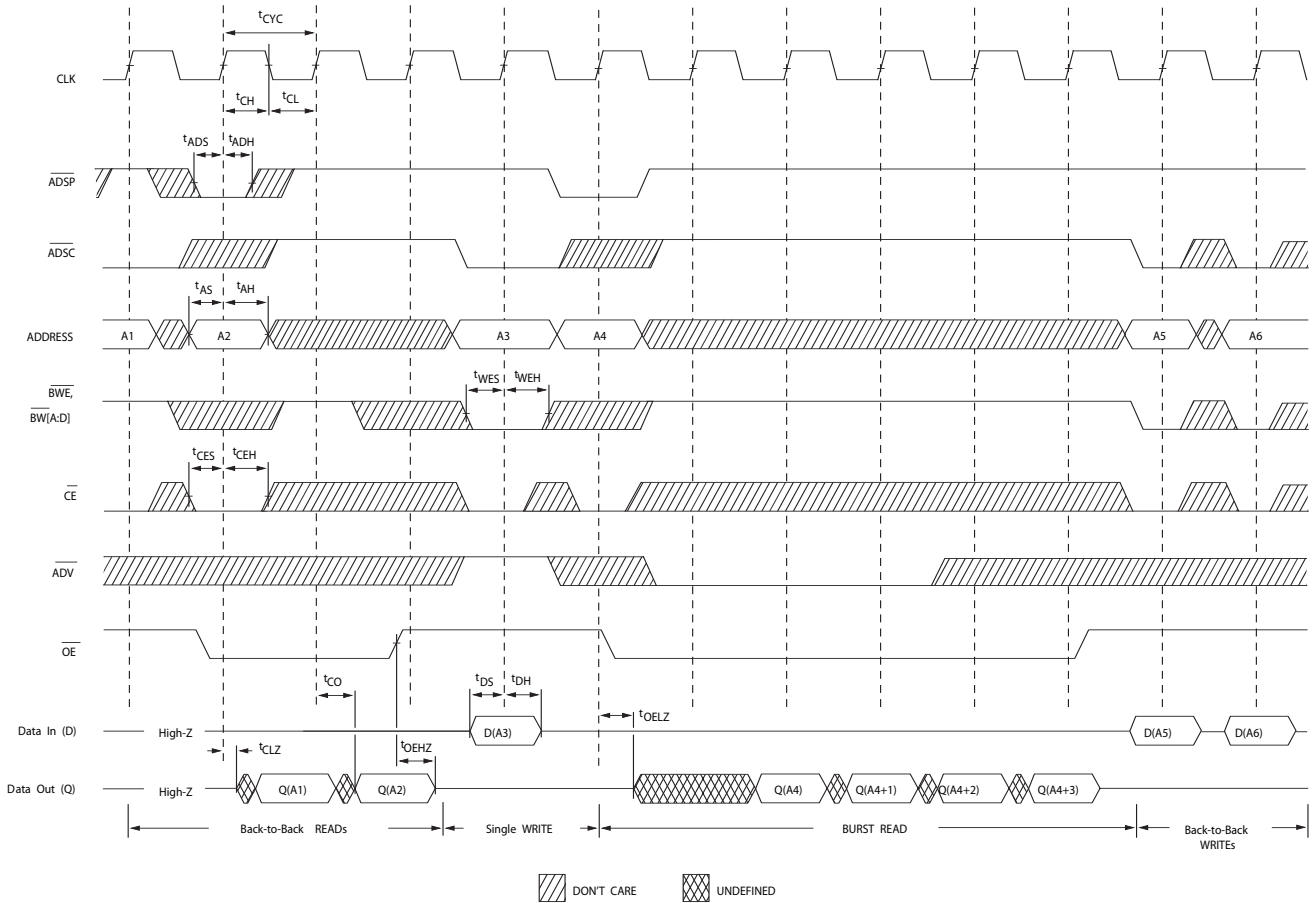 tCYC
CLK
tCH tCL
tADS tADH
ADSP
ADSC
tAS tAH
ADDRESS A1 A2 A3 A4 A5 A6
tWES tWEH
BWE,
BW[A:D]
tCES tCEH
CE
ADV
OE
tCO tDS tDH
tOELZ
Data In (D) High-Z D(A3) D(A5) D(A6)
tCLZ tOEHZ
Data Out (Q) High-Z Q(A1) Q(A2) Q(A4) Q(A4+1) Q(A4+2) Q(A4+3)
Back-to-Back READs Single WRITE BURST READ Back-to-Back
WRITEs
DON'T CARE UNDEFINED